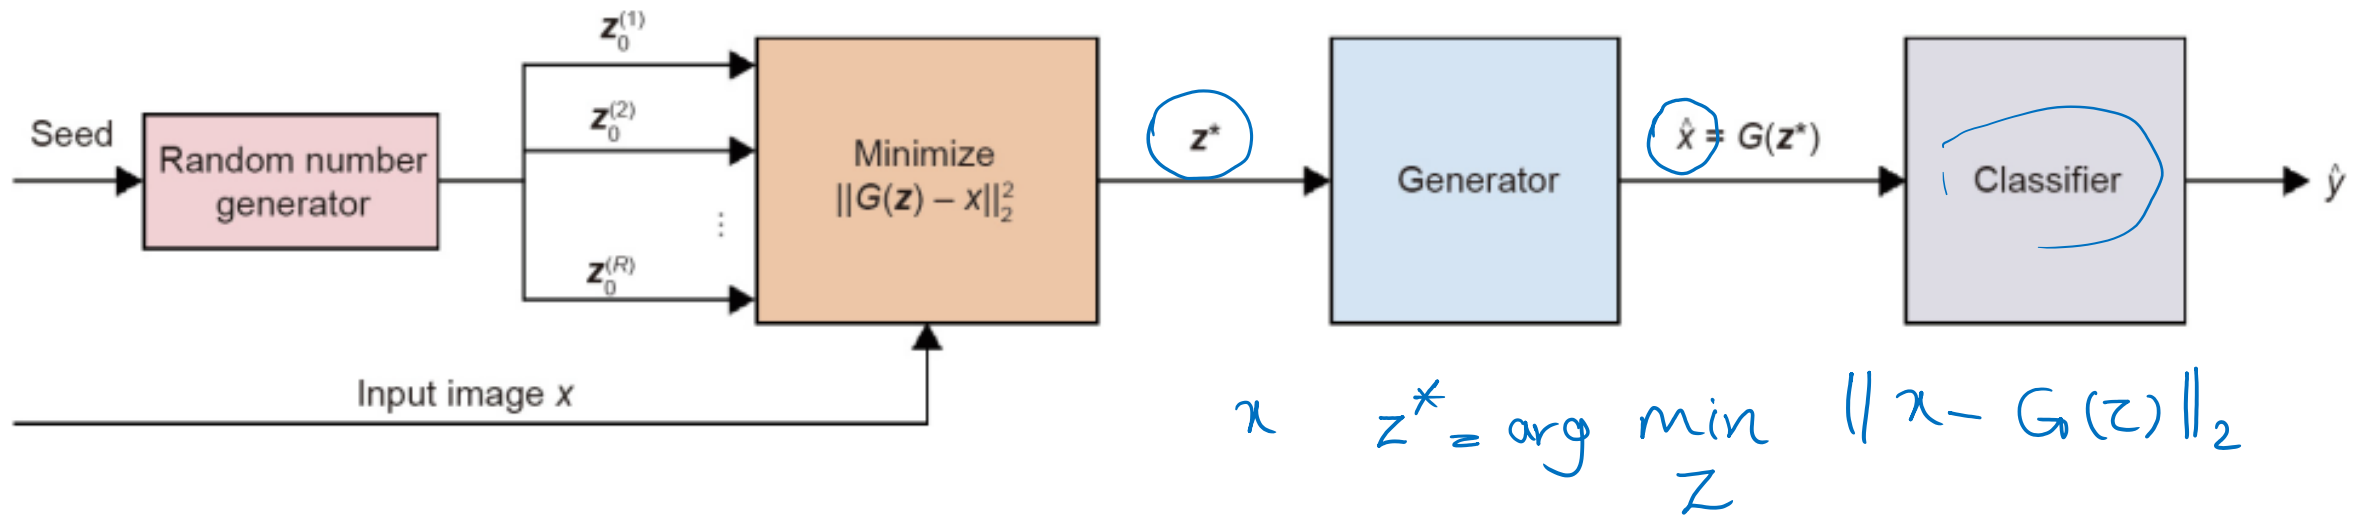 Seed
Random number
generator
z₀⁽¹⁾
z₀⁽²⁾
⋮
z₀⁽ᴿ⁾
Minimize
||G(z) – x||₂²
Input image x
z*
Generator
x̂ = G(z*)
Classifier
ŷ
x z* = arg min ||x – G(z)||₂
z